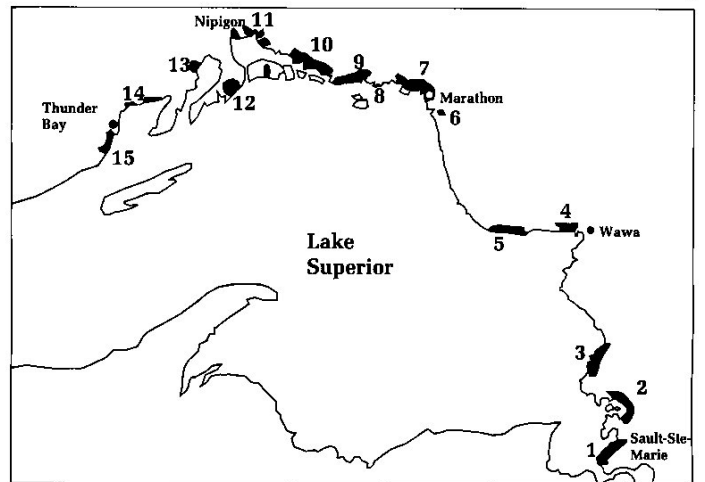 Nipigon 11
10
13
9
7
12
8
Marathon
14
6
Thunder
Bay
15
4
5
Wawa
Lake
Superior
3
2
1
Sault-Ste-
Marie